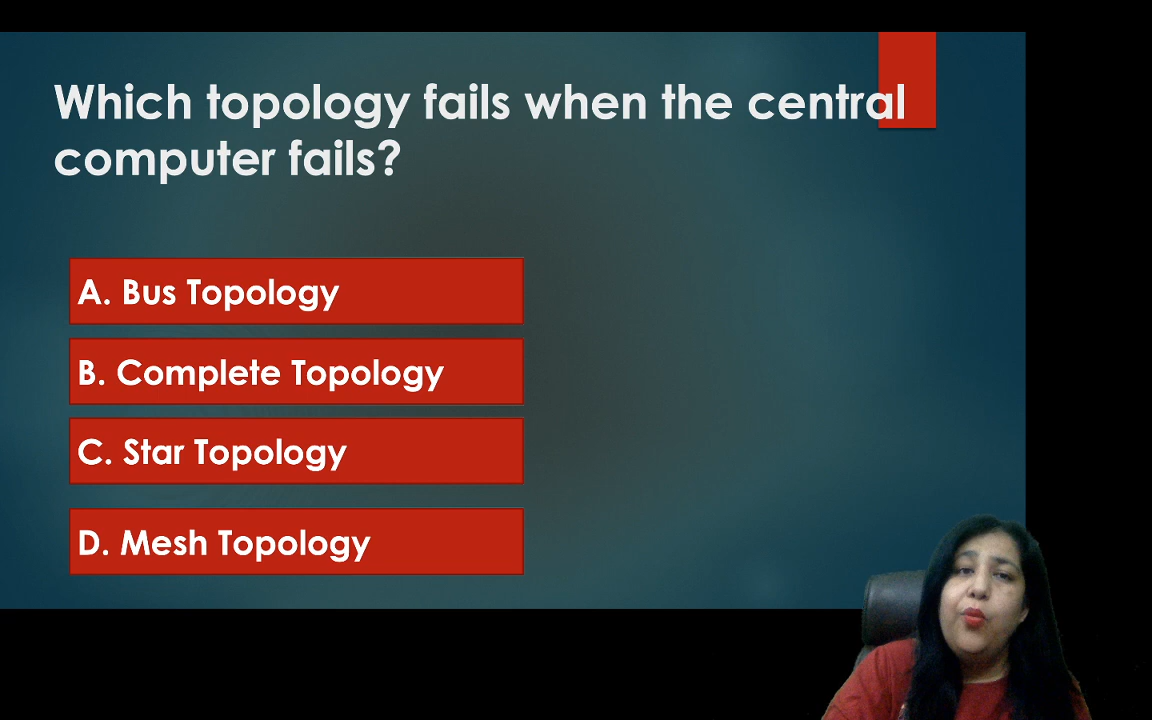 Which topology fails when the central
computer fails?
A. Bus Topology
B. Complete Topology
C. Star Topology
D. Mesh Topology